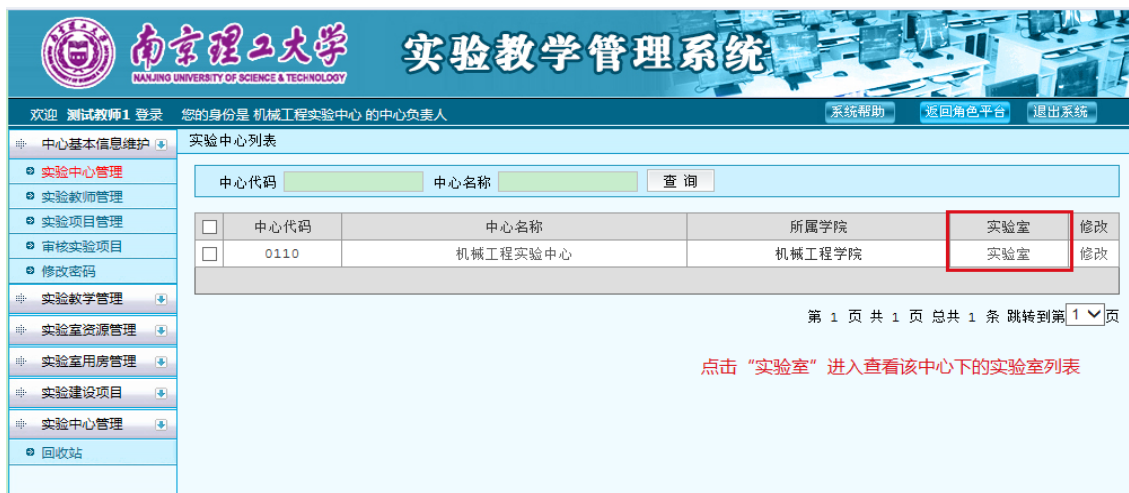 南京理工大学 实验教学管理系统
NANJING UNIVERSITY OF SCIENCE & TECHNOLOGY
欢迎 测试教师1 登录 您的身份是 机械工程实验中心 的中心负责人 系统帮助 返回角色平台 退出系统
中心基本信息维护
实验中心管理
实验教师管理
实验项目管理
审核实验项目
修改密码
实验教学管理
实验室资源管理
实验室用房管理
实验建设项目
实验中心管理
回收站
实验中心列表
中心代码 中心名称 查询
中心代码 中心名称 所属学院 实验室 修改
0110 机械工程实验中心 机械工程学院 实验室 修改
第 1 页 共 1 页 总共 1 条 跳转到第 1 页
点击“实验室”进入查看该中心下的实验室列表